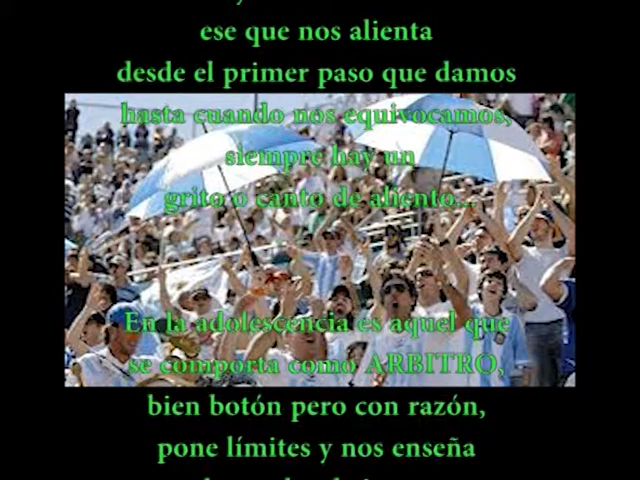 ese que nos alienta
desde el primer paso que damos
hasta cuando nos equivocamos,
siempre hay un
grito o canto de aliento...
En la adolescencia es aquel que
se comporta como ARBITRO,
bien botón pero con razón,
pone límites y nos enseña